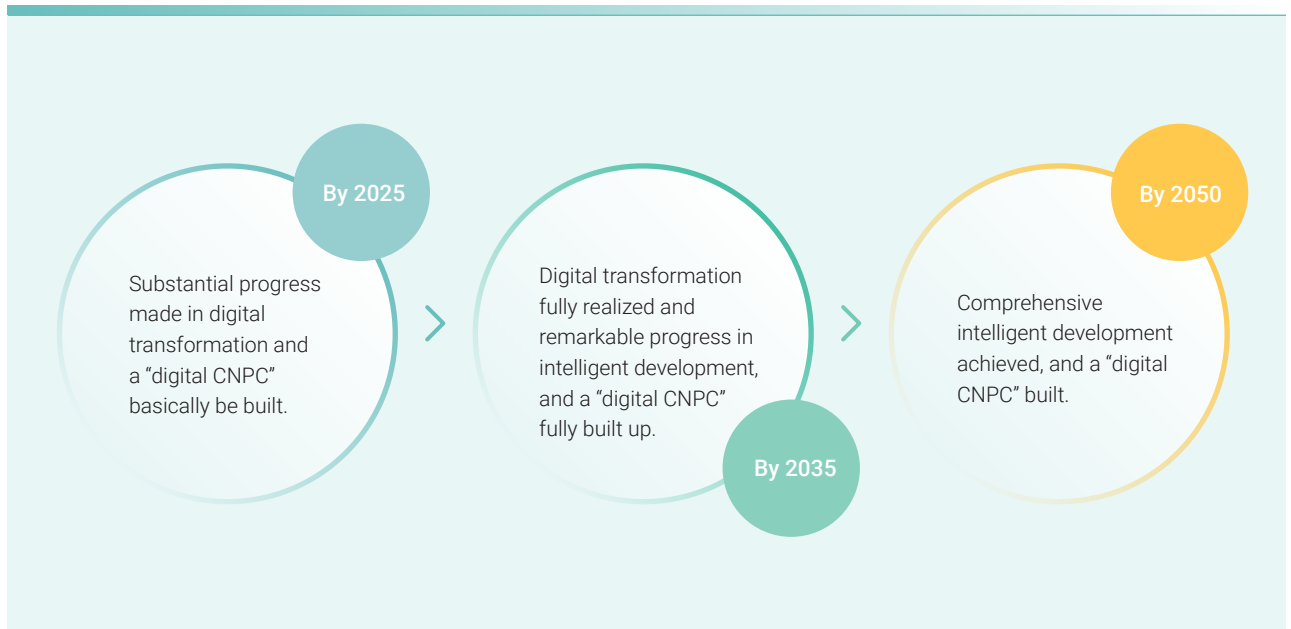 By 2025
Substantial progress
made in digital
transformation and
a “digital CNPC”
basically be built.
Digital transformation
fully realized and
remarkable progress in
intelligent development,
and a “digital CNPC”
fully built up.
By 2035
By 2050
Comprehensive
intelligent development
achieved, and a “digital
CNPC” built.